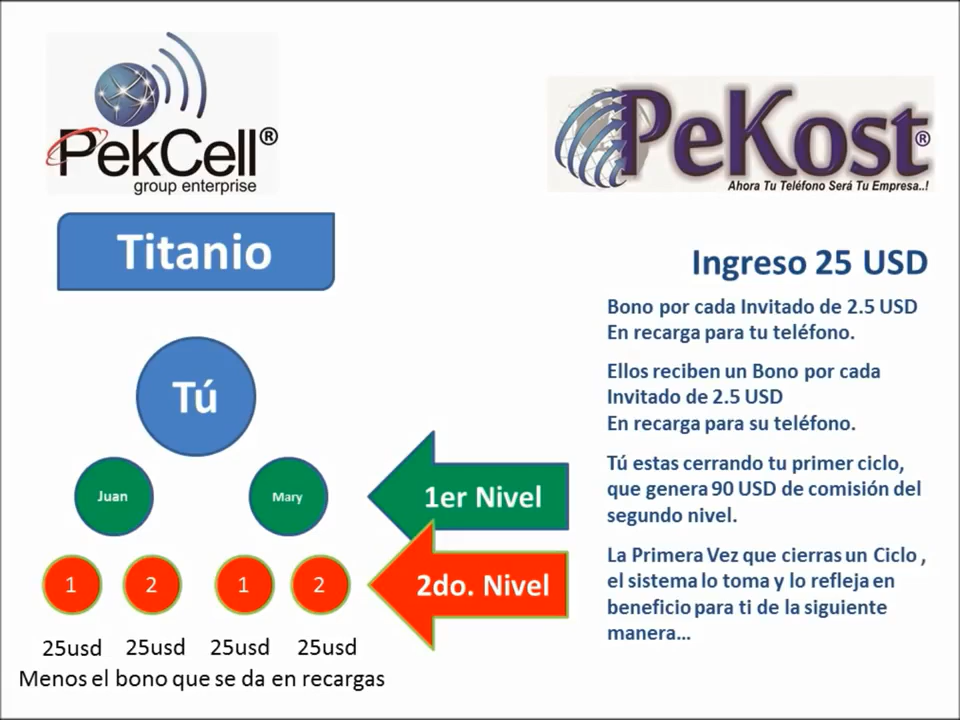 PekCell®
group enterprise
PeKost®
Ahora Tu Teléfono Será Tu Empresa..!
Titanio
Ingreso 25 USD
Bono por cada Invitado de 2.5 USD
En recarga para tu teléfono.
Ellos reciben un Bono por cada
Invitado de 2.5 USD
En recarga para su teléfono.
Tú estas cerrando tu primer ciclo,
que genera 90 USD de comisión del
segundo nivel.
La Primera Vez que cierras un Ciclo ,
el sistema lo toma y lo refleja en
beneficio para ti de la siguiente
manera...
Tú
Juan
Mary
1er Nivel
1
2
1
2
2do. Nivel
25usd
25usd
25usd
25usd
Menos el bono que se da en recargas